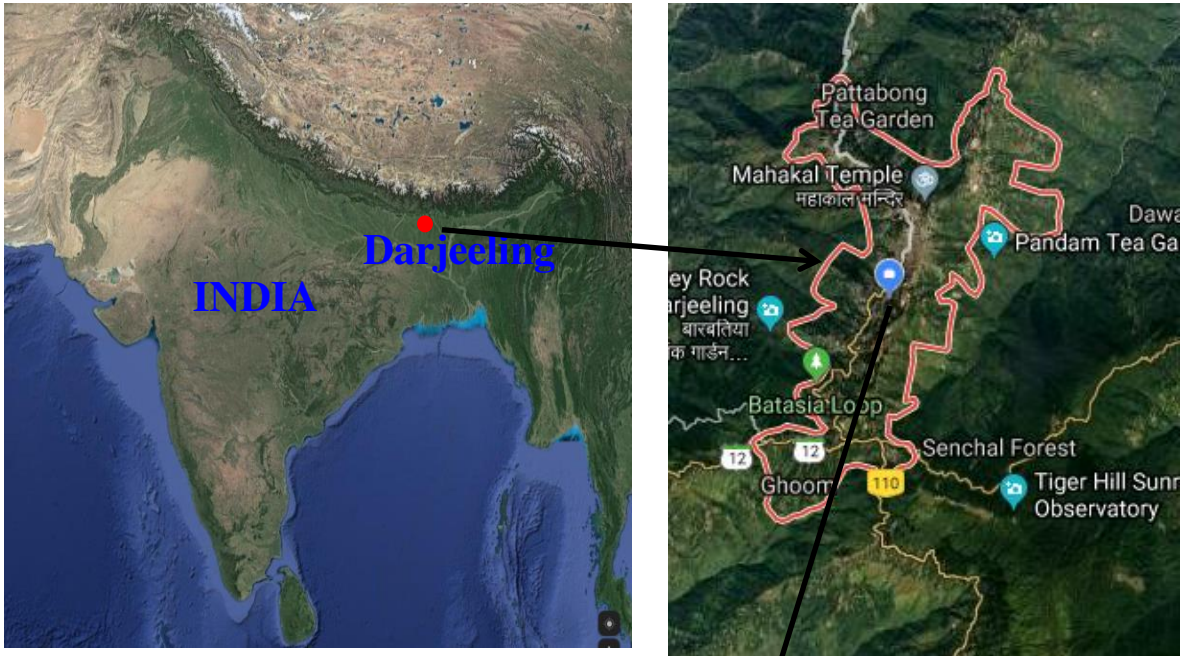 Darjeeling
INDIA
Pattabong
Tea Garden
Mahakal Temple
महाकाल मन्दिर
Dawa
Pandam Tea Ga
ey Rock
arjeeling
बारबतिया
क गार्डन...
Batasia Loop
12
12
Senchal Forest
Ghoom
110
Tiger Hill Sunr
Observatory